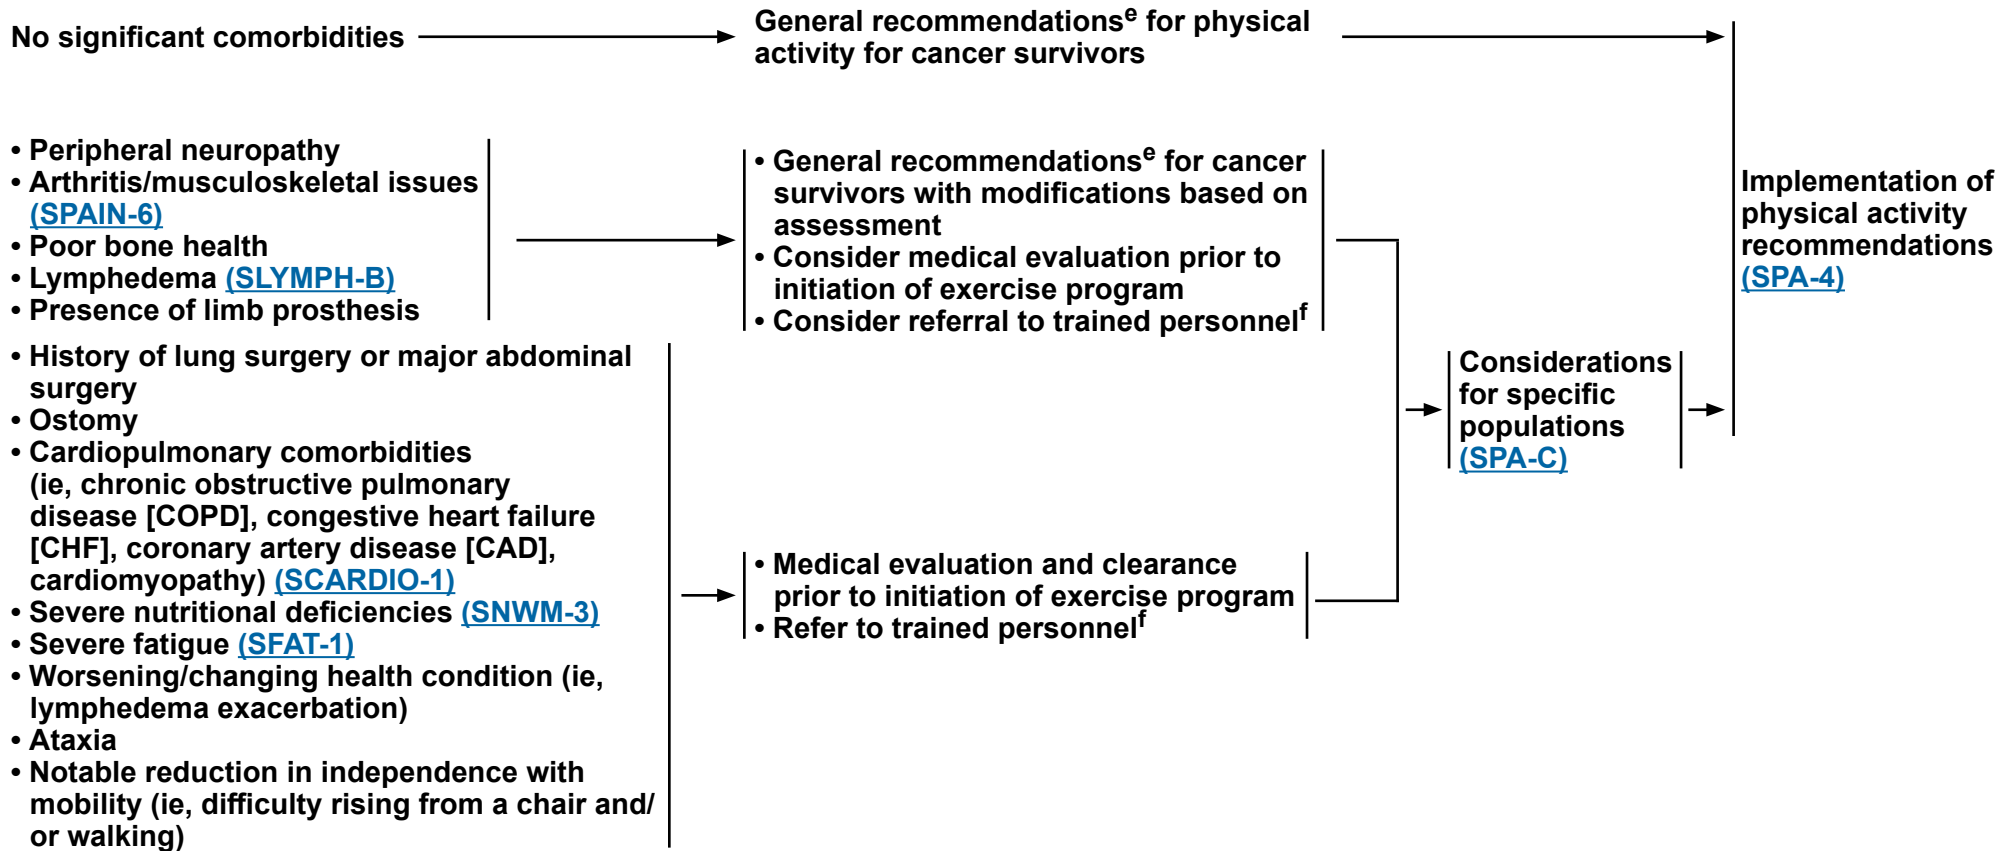 No significant comorbidities
General recommendationsᵉ for physical
activity for cancer survivors
• Peripheral neuropathy
• Arthritis/musculoskeletal issues
(SPAIN-6)
• Poor bone health
• Lymphedema (SLYMPH-B)
• Presence of limb prosthesis
• General recommendationsᵉ for cancer
survivors with modifications based on
assessment
• Consider medical evaluation prior to
initiation of exercise program
• Consider referral to trained personnelᶠ
• History of lung surgery or major abdominal
surgery
• Ostomy
• Cardiopulmonary comorbidities
(ie, chronic obstructive pulmonary
disease [COPD], congestive heart failure
[CHF], coronary artery disease [CAD],
cardiomyopathy) (SCARDIO-1)
• Severe nutritional deficiencies (SNWM-3)
• Severe fatigue (SFAT-1)
• Worsening/changing health condition (ie,
lymphedema exacerbation)
• Ataxia
• Notable reduction in independence with
mobility (ie, difficulty rising from a chair and/
or walking)
• Medical evaluation and clearance
prior to initiation of exercise program
• Refer to trained personnelᶠ
Considerations
for specific
populations
(SPA-C)
Implementation of
physical activity
recommendations
(SPA-4)